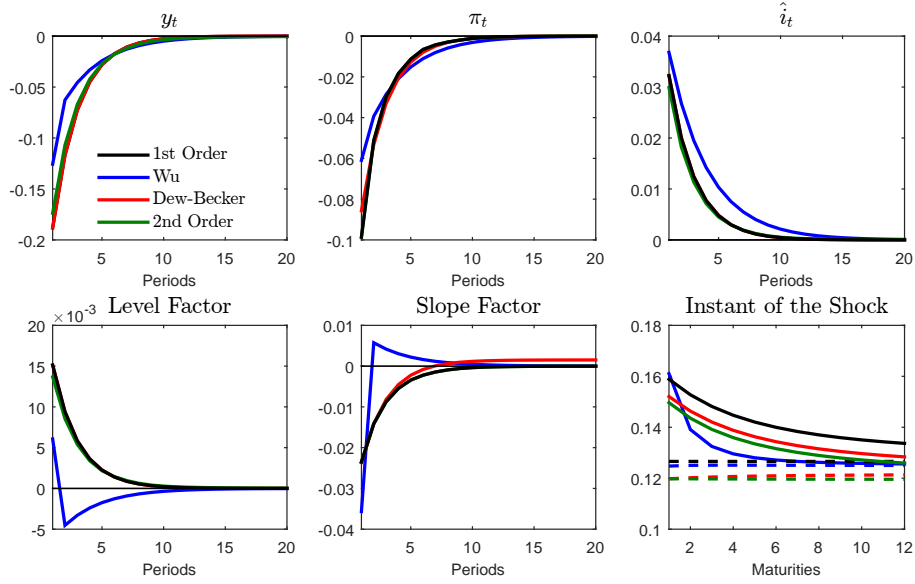 y_t
π_t
î_t
0
-0.05
-0.1
-0.15
-0.2
1st Order
Wu
Dew-Becker
2nd Order
5 10 15 20
Periods
0
-0.02
-0.04
-0.06
-0.08
-0.1
5 10 15 20
Periods
0.04
0.03
0.02
0.01
0
5 10 15 20
Periods
Level Factor
20 × 10^-3
15
10
5
0
-5
5 10 15 20
Periods
Slope Factor
0.01
0
-0.01
-0.02
-0.03
-0.04
5 10 15 20
Periods
Instant of the Shock
0.18
0.16
0.14
0.12
0.1
2 4 6 8 10 12
Maturities